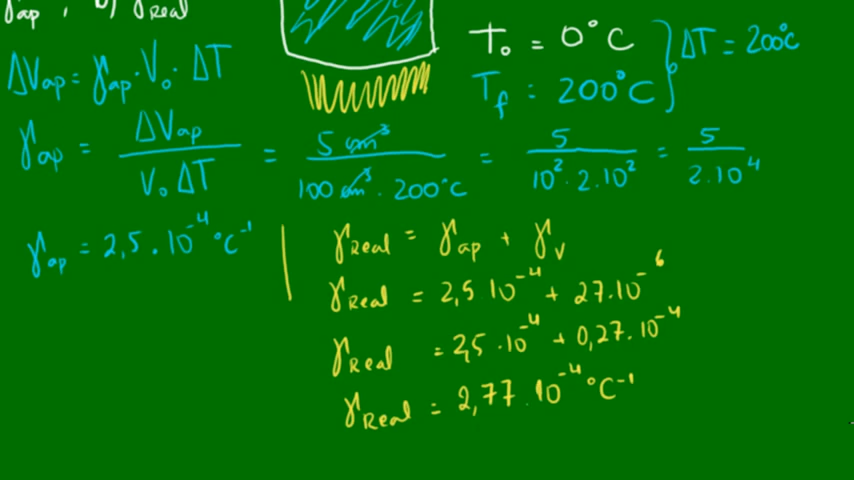 γap, b) γReal
T₀ = 0°C
Tf = 200°C } ΔT = 200°C
ΔVap = γap · V₀ · ΔT
γap = ΔVap / V₀ ΔT = 5 cm³ / 100 cm³ · 200°C = 5 / 10² · 2 · 10² = 5 / 2 · 10⁴
γap = 2,5 · 10⁻⁴ °C⁻¹
γReal = γap + γv
γReal = 2,5 10⁻⁴ + 27 · 10⁻⁶
γReal = 2,5 · 10⁻⁴ + 0,27 · 10⁻⁴
γReal = 2,77 · 10⁻⁴ °C⁻¹